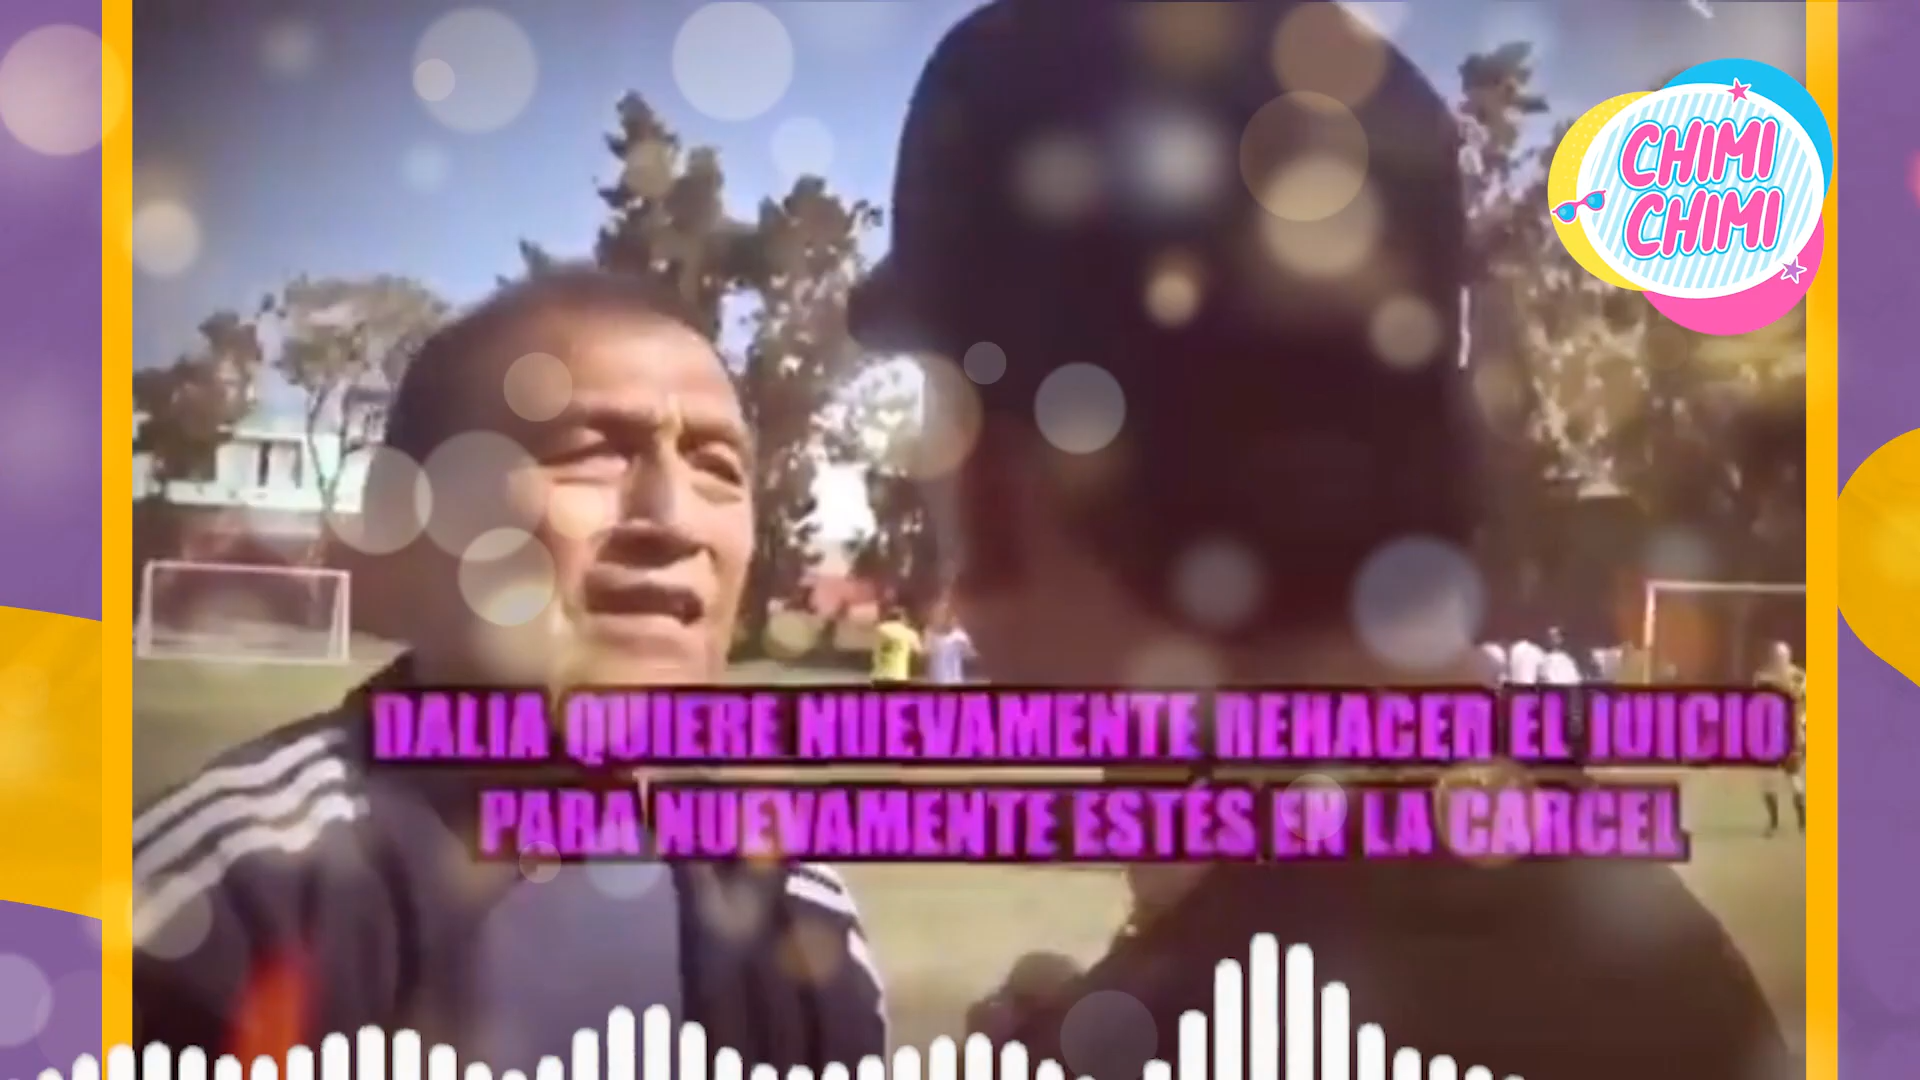 CHIMI
CHIMI
DALIA QUIERE NUEVAMENTE REHACER EL JUICIO
PARA NUEVAMENTE ESTÉS EN LA CARCEL